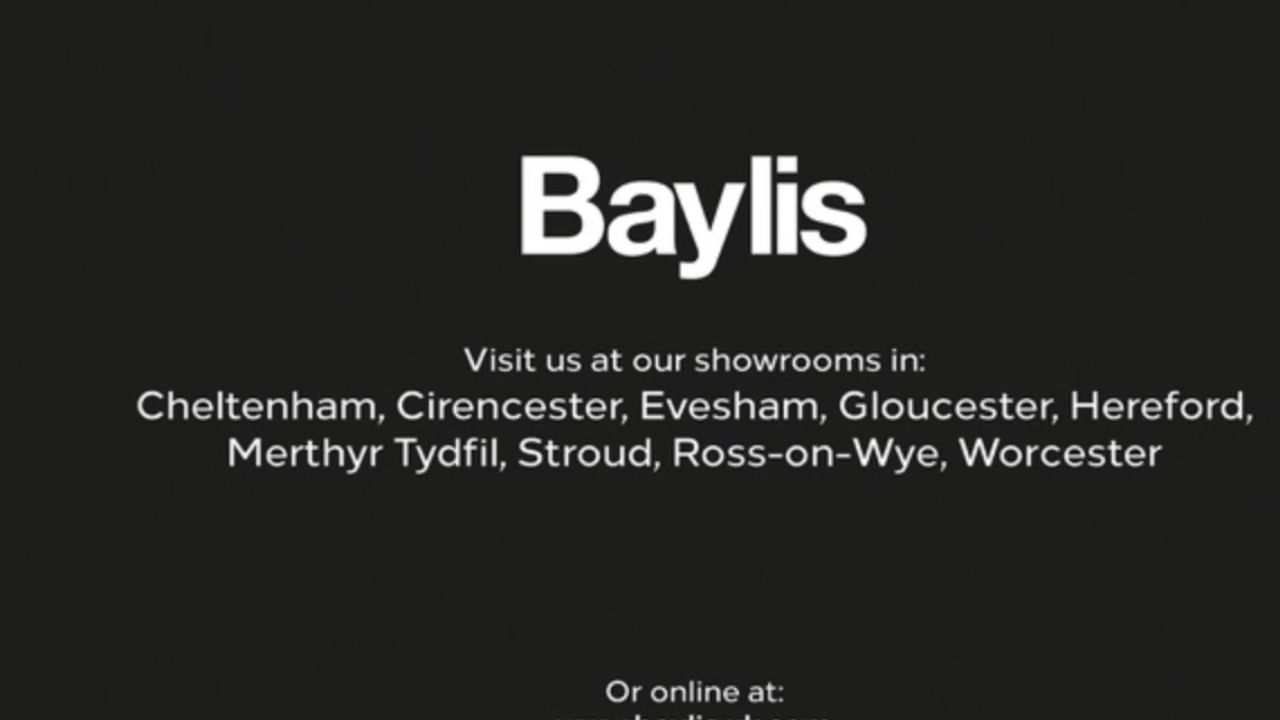 Baylis
Visit us at our showrooms in:
Cheltenham, Cirencester, Evesham, Gloucester, Hereford,
Merthyr Tydfil, Stroud, Ross-on-Wye, Worcester
Or online at: